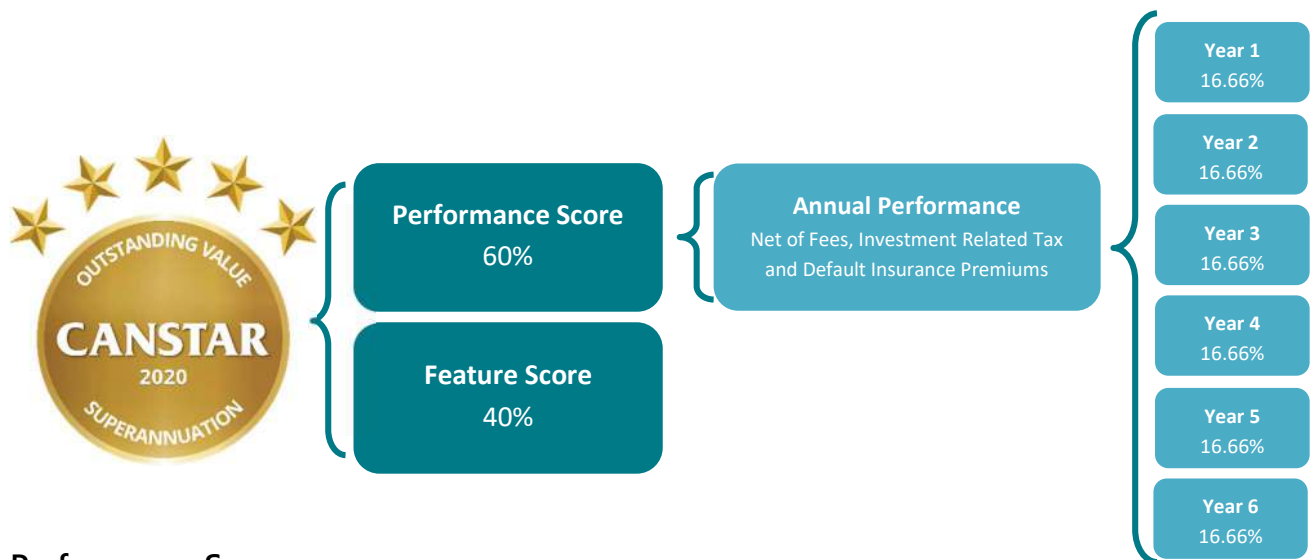 OUTSTANDING VALUE
CANSTAR
2020
SUPERANNUATION
Performance Score
60%
Feature Score
40%
Annual Performance
Net of Fees, Investment Related Tax
and Default Insurance Premiums
Year 1
16.66%
Year 2
16.66%
Year 3
16.66%
Year 4
16.66%
Year 5
16.66%
Year 6
16.66%